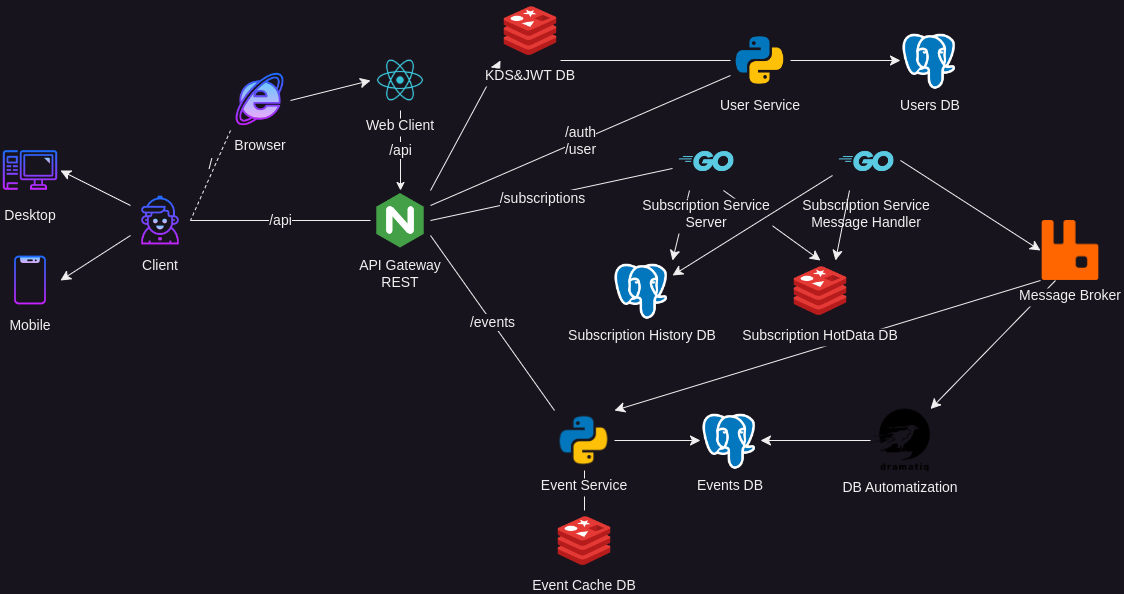 KDS&JWT DB
User Service
Users DB
Browser
Web Client
/api
/auth
/user
GO
GO
/
Desktop
/subscriptions
Subscription Service
Server
Subscription Service
Message Handler
/api
N
Client
API Gateway
REST
Message Broker
Mobile
/events
Subscription History DB
Subscription HotData DB
dramatiq
Event Service
Events DB
DB Automatization
Event Cache DB